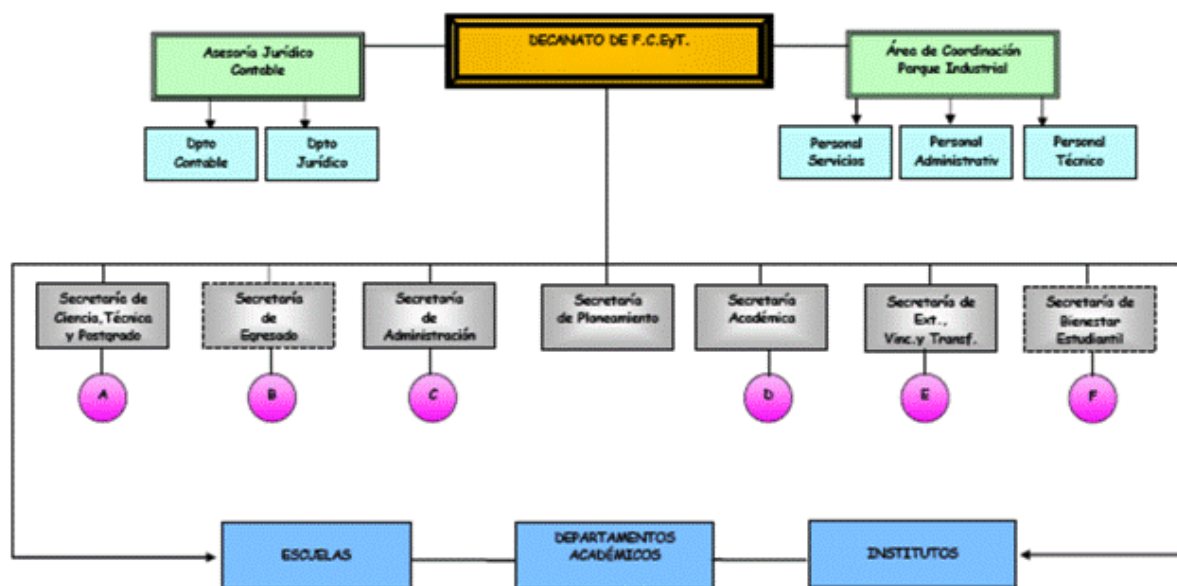 DECANATO DE F.C.EyT.
Asesoría Jurídico
Contable
Área de Coordinación
Parque Industrial
Dpto
Contable
Dpto
Jurídico
Personal
Servicios
Personal
Administrativ
Personal
Técnico
Secretaría de
Ciencia,Técnica
y Postgrado
Secretaría
de
Egresado
Secretaría
de
Administración
Secretaría
de Planeamiento
Secretaría
Académica
Secretaría de
Ext.,
Vinc.y Transf.
Secretaría de
Bienestar
Estudiantil
A
B
C
D
E
F
ESCUELAS
DEPARTAMENTOS
ACADÉMICOS
INSTITUTOS